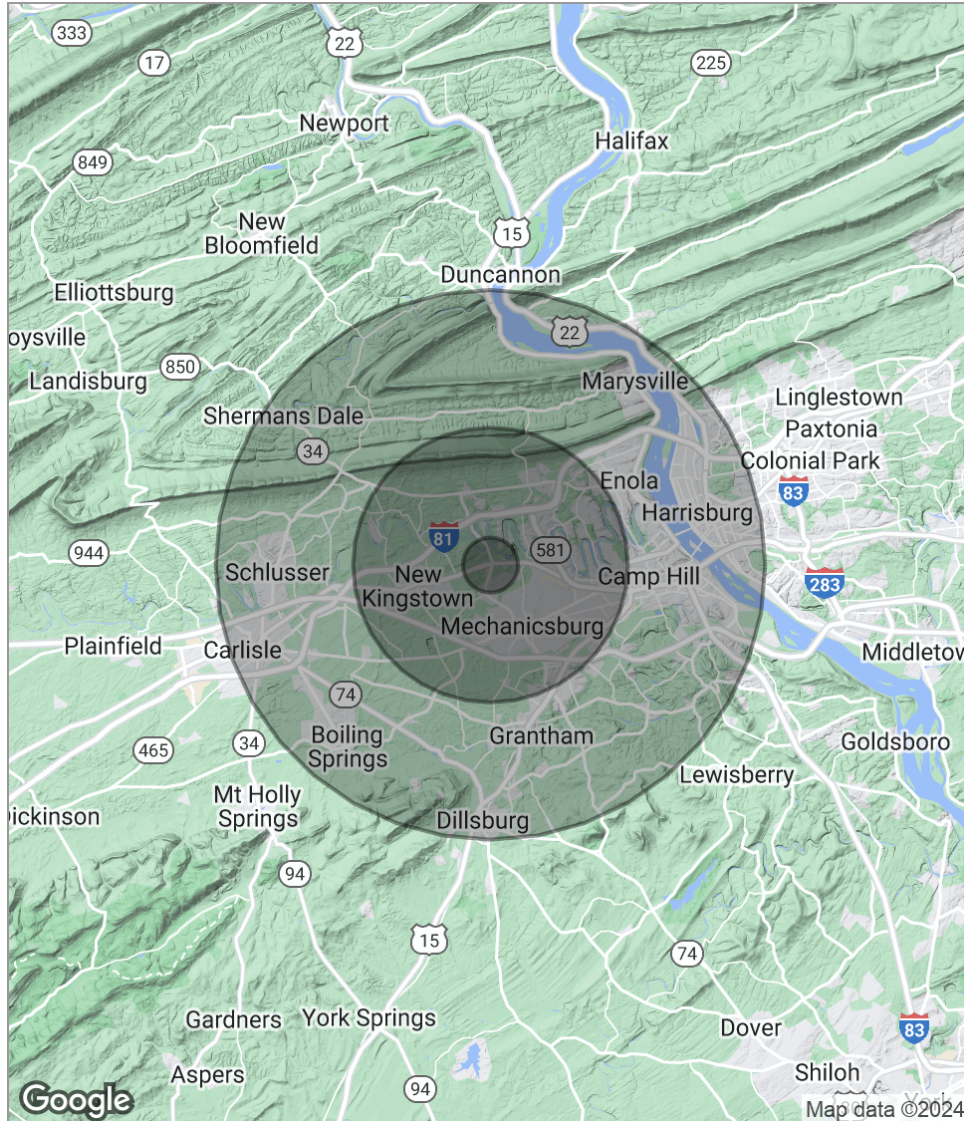 333
22
17
225
Newport
Halifax
849
New
Bloomfield
15
Duncannon
Elliottsburg
22
oysville
850
Landisburg
Marysville
Linglestown
Paxtonia
Shermans Dale
34
Colonial Park
Enola
83
Harrisburg
81
944
581
Schlusser
New
Kingstown
Camp Hill
283
Mechanicsburg
Plainfield
Carlisle
Middletow
74
Boiling
Springs
Grantham
465
34
Goldsboro
Lewisberry
Mt Holly
Springs
Dickinson
Dillsburg
94
15
74
Gardners
York Springs
Dover
83
Aspers
Shiloh
94
York
Google
Map data ©2024